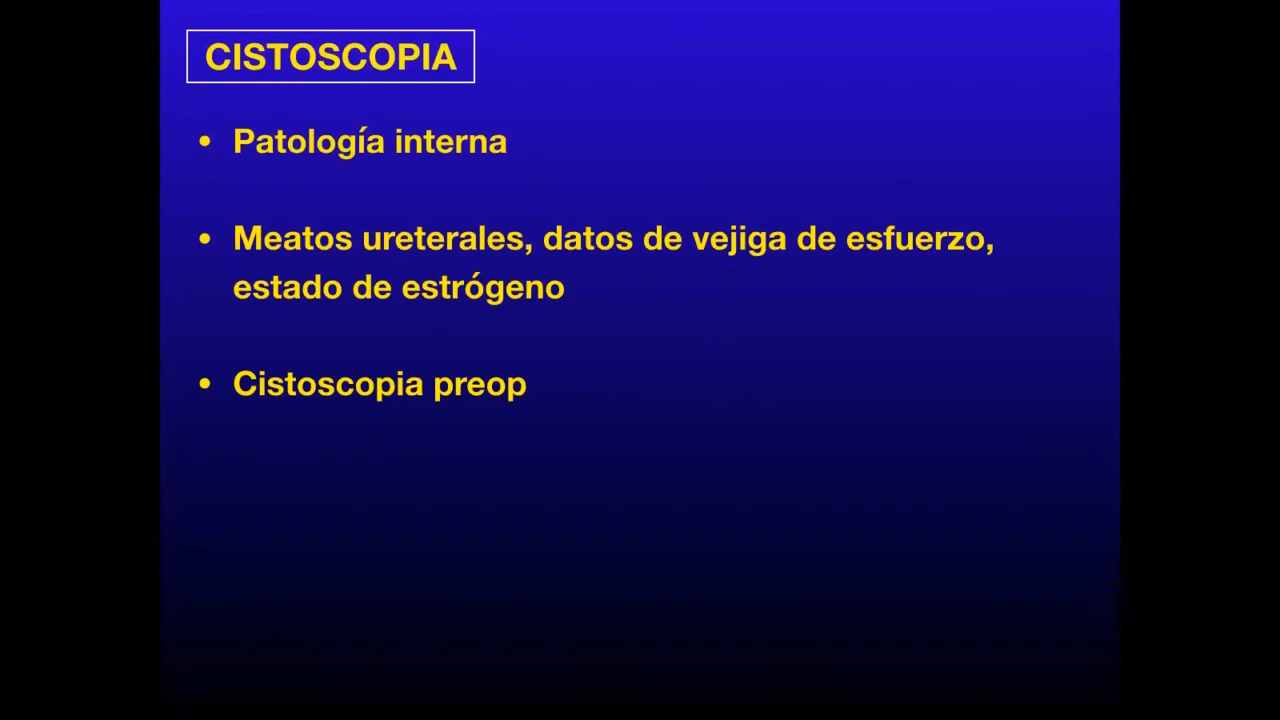 CISTOSCOPIA
• Patología interna
• Meatos ureterales, datos de vejiga de esfuerzo,
estado de estrógeno
• Cistoscopia preop